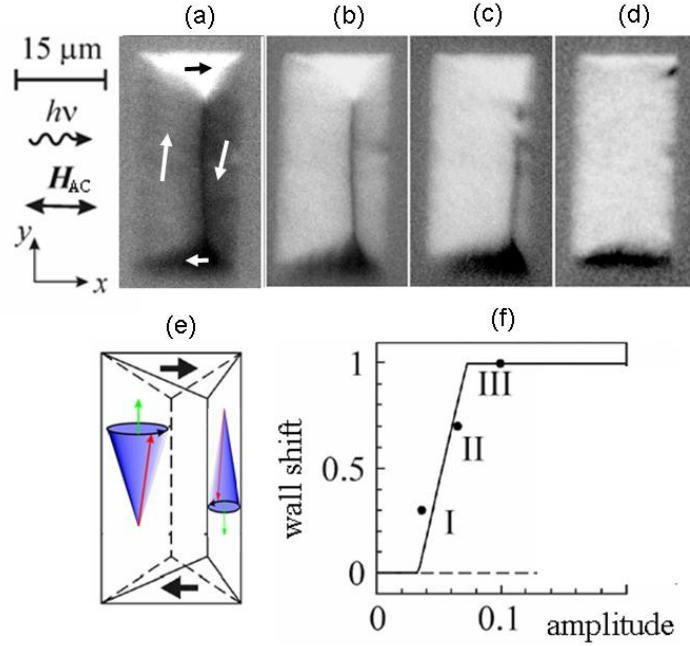 (a) (b) (c) (d)
15 μm
hν
H_AC
y
x
(e) (f)
1
III
II
0.5
I
0
wall shift
0 0.1 amplitude